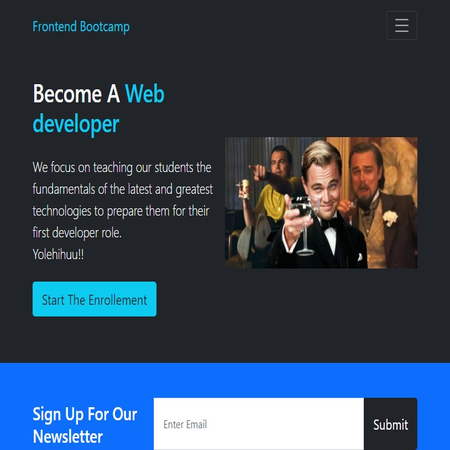 Frontend Bootcamp
Become A Web
developer
We focus on teaching our students the
fundamentals of the latest and greatest
technologies to prepare them for their
first developer role.
Yolehihuu!!
Start The Enrollement
Sign Up For Our
Newsletter
Enter Email
Submit